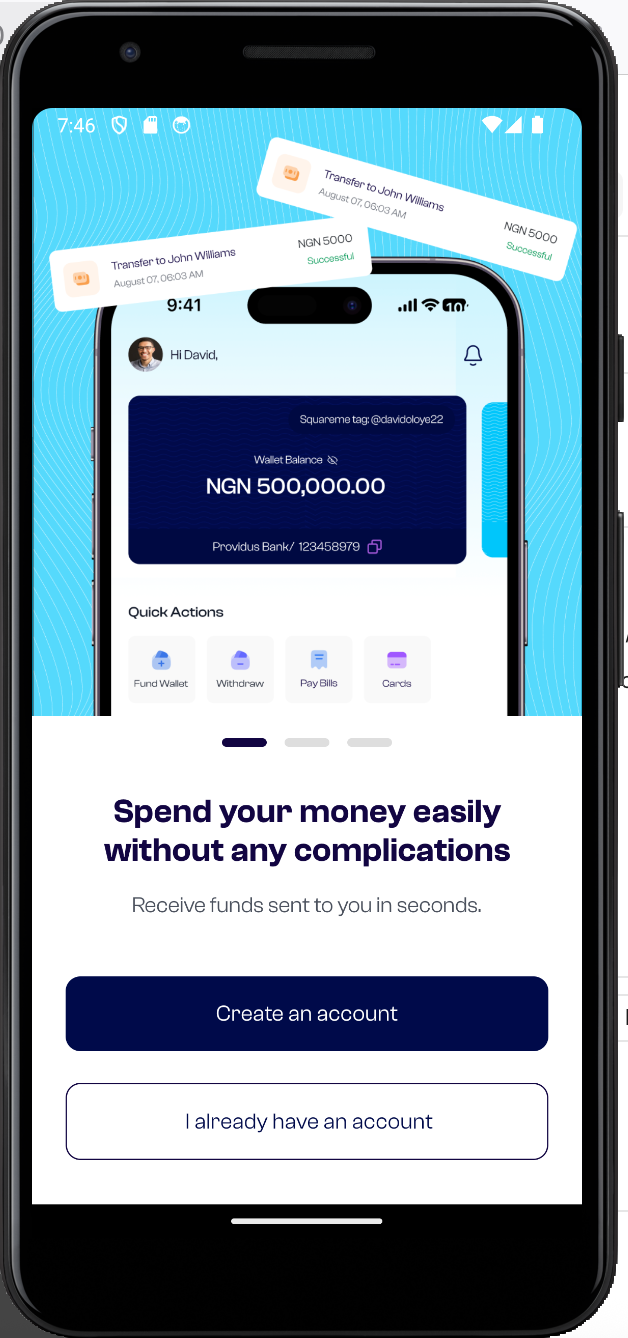 7:46
Transfer to John Williams
August 07, 06:03 AM
NGN 5000
Successful
Transfer to John Williams
August 07, 06:03 AM
NGN 5000
Successful
9:41
Hi David,
Squareme tag: @davidoloye22
Wallet Balance
NGN 500,000.00
Providus Bank/ 123458979
Quick Actions
Fund Wallet
Withdraw
Pay Bills
Cards
Spend your money easily
without any complications
Receive funds sent to you in seconds.
Create an account
I already have an account